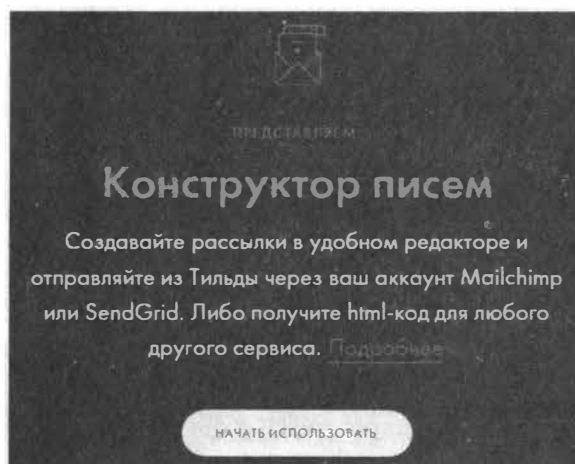 ПРЕДСТАВЛЯЕМ
Конструктор писем
Создавайте рассылки в удобном редакторе и
отправляйте из Тильды через ваш аккаунт Mailchimp
или SendGrid. Либо получите html-код для любого
другого сервиса. Подробнее
НАЧАТЬ ИСПОЛЬЗОВАТЬ